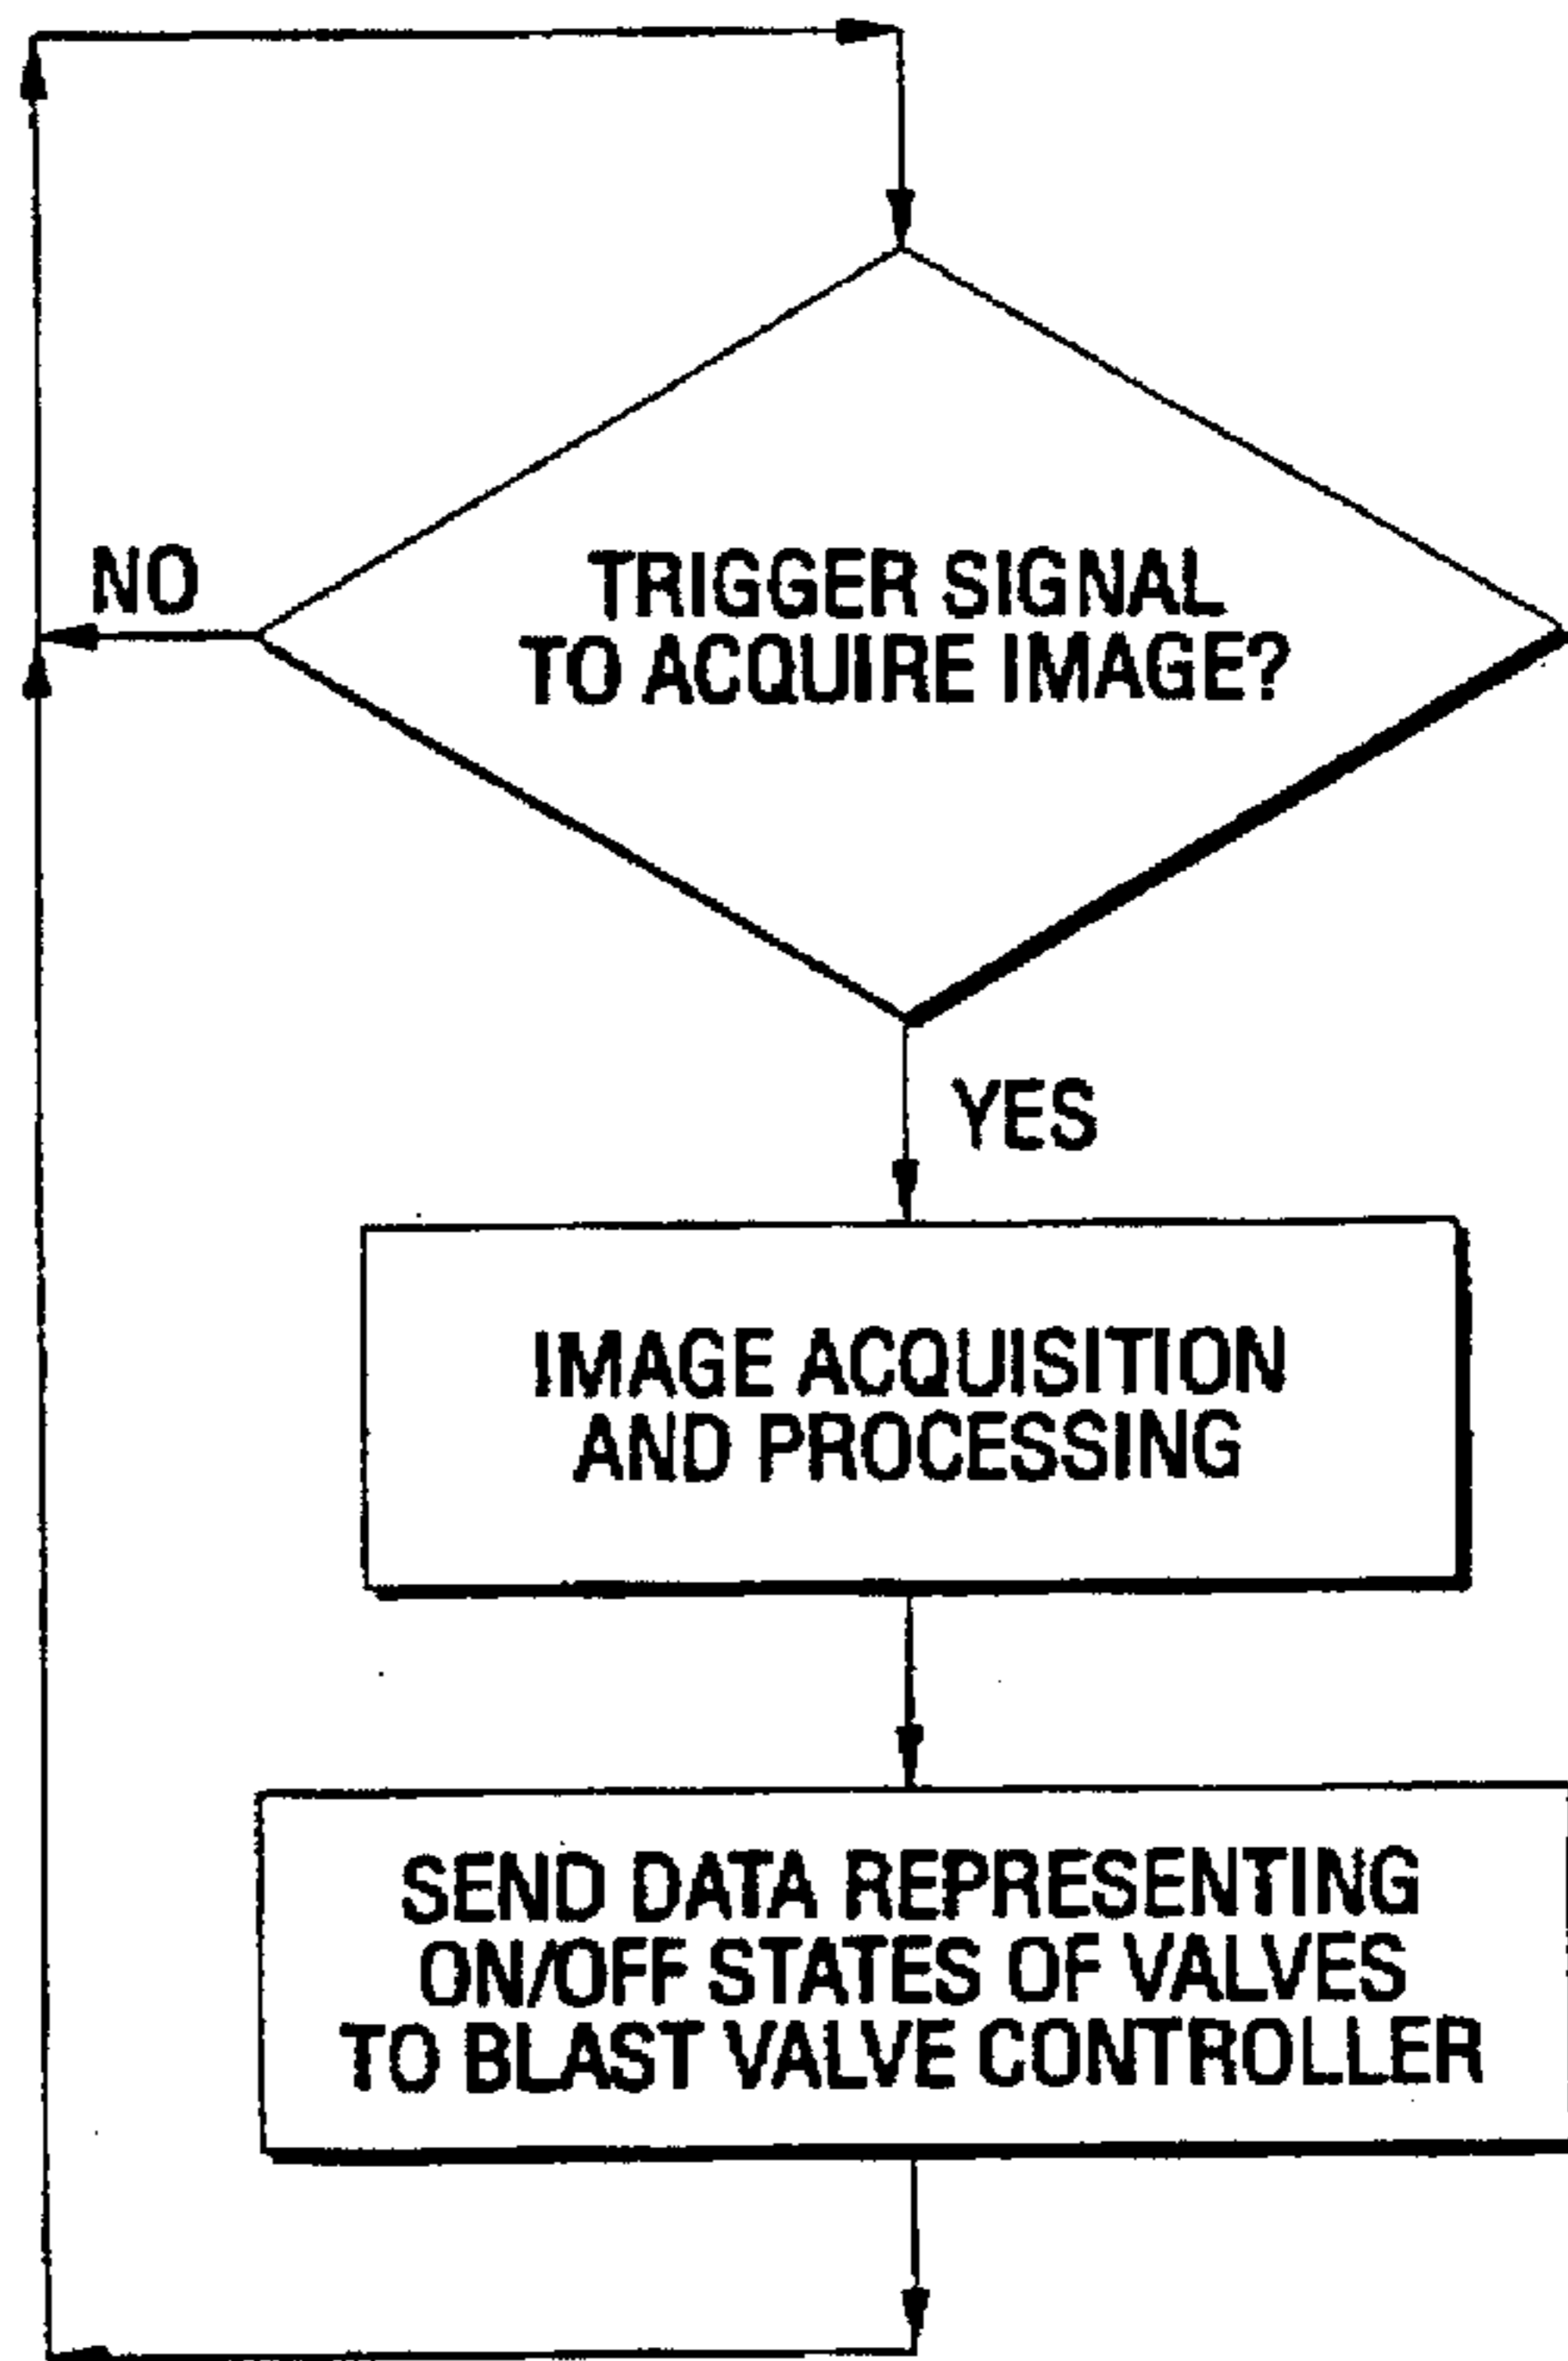 TRIGGER SIGNAL
TO ACQUIRE IMAGE?
NO
YES
IMAGE ACQUISITION
AND PROCESSING
SEND DATA REPRESENTING
ON/OFF STATES OF VALVES
TO BLAST VALVE CONTROLLER